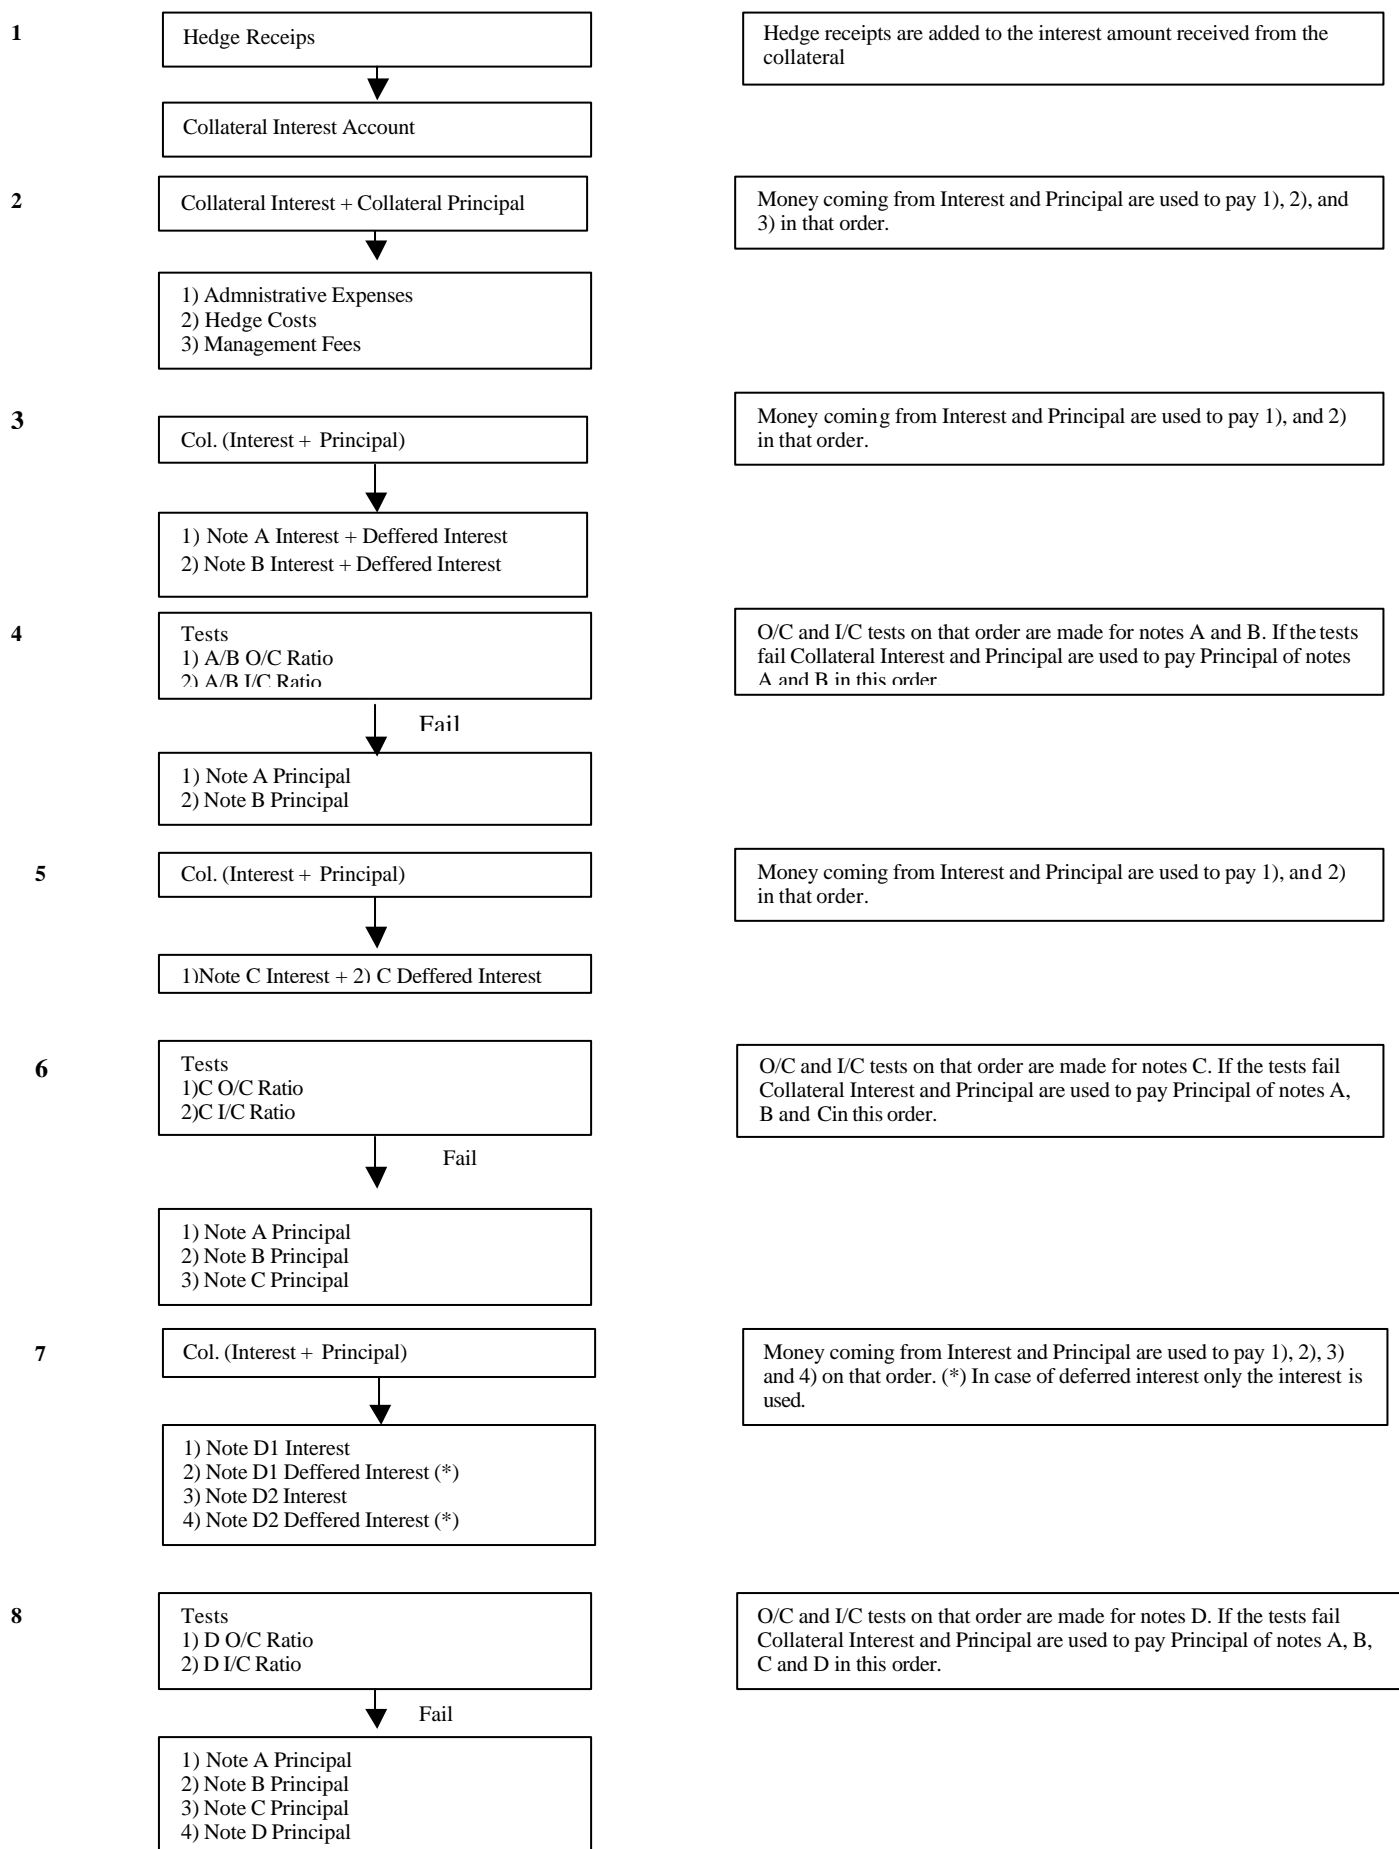 1
Hedge Receips
Hedge receipts are added to the interest amount received from the
collateral
Collateral Interest Account
2
Collateral Interest + Collateral Principal
Money coming from Interest and Principal are used to pay 1), 2), and
3) in that order.
1) Admnistrative Expenses
2) Hedge Costs
3) Management Fees
3
Col. (Interest + Principal)
Money coming from Interest and Principal are used to pay 1), and 2)
in that order.
1) Note A Interest + Deffered Interest
2) Note B Interest + Deffered Interest
4
Tests
1) A/B O/C Ratio
2) A/B I/C Ratio
O/C and I/C tests on that order are made for notes A and B. If the tests
fail Collateral Interest and Principal are used to pay Principal of notes
A and B in this order.
Fail
1) Note A Principal
2) Note B Principal
5
Col. (Interest + Principal)
Money coming from Interest and Principal are used to pay 1), and 2)
in that order.
1)Note C Interest + 2) C Deffered Interest
6
Tests
1)C O/C Ratio
2)C I/C Ratio
O/C and I/C tests on that order are made for notes C. If the tests fail
Collateral Interest and Principal are used to pay Principal of notes A,
B and Cin this order.
Fail
1) Note A Principal
2) Note B Principal
3) Note C Principal
7
Col. (Interest + Principal)
Money coming from Interest and Principal are used to pay 1), 2), 3)
and 4) on that order. (*) In case of deferred interest only the interest is
used.
1) Note D1 Interest
2) Note D1 Deffered Interest (*)
3) Note D2 Interest
4) Note D2 Deffered Interest (*)
8
Tests
1) D O/C Ratio
2) D I/C Ratio
O/C and I/C tests on that order are made for notes D. If the tests fail
Collateral Interest and Principal are used to pay Principal of notes A, B,
C and D in this order.
Fail
1) Note A Principal
2) Note B Principal
3) Note C Principal
4) Note D Principal